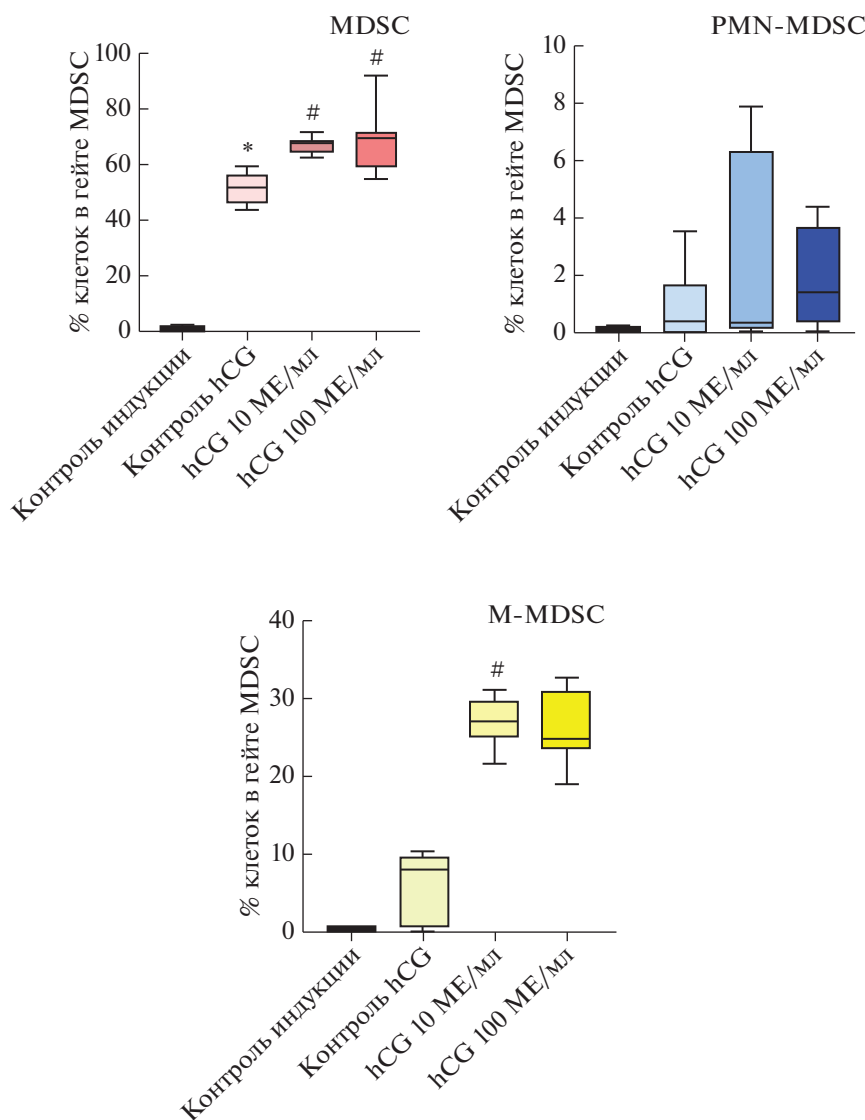 MDSC
% клеток в гейте MDSC
100
80
60
40
20
0
*
#
#
Контроль индукции
Контроль hCG
hCG 10 МЕ/мл
hCG 100 МЕ/мл
PMN-MDSC
% клеток в гейте MDSC
10
8
6
4
2
0
Контроль индукции
Контроль hCG
hCG 10 МЕ/мл
hCG 100 МЕ/мл
M-MDSC
% клеток в гейте MDSC
40
30
20
10
0
#
Контроль индукции
Контроль hCG
hCG 10 МЕ/мл
hCG 100 МЕ/мл